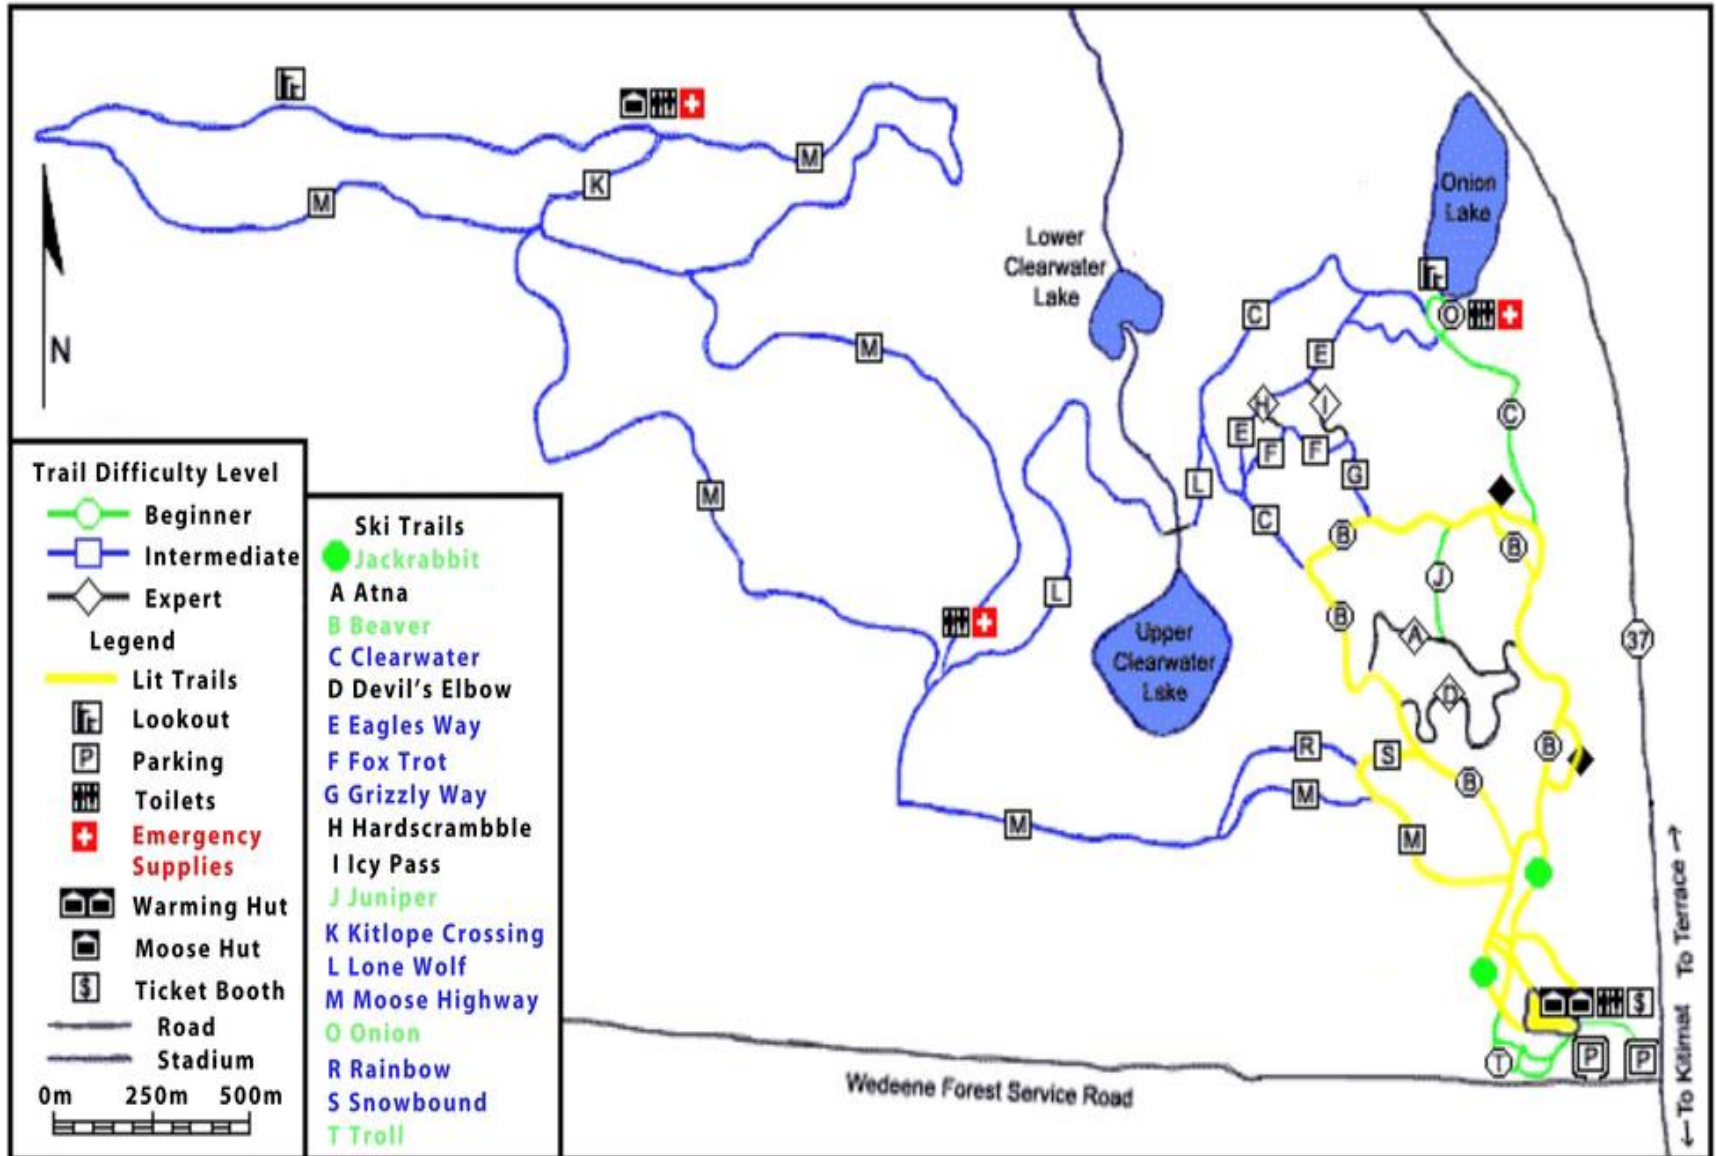 M
K
M
N
M
M
L
L
M
R
M
M
S
M
Lower
Clearwater
Lake
Upper
Clearwater
Lake
Onion
Lake
O
C
E
H
I
E
F
F
G
C
C
B
B
J
B
A
D
B
B
37
T
P
P
$
Wedeene Forest Service Road
← To Kitimat To Terrace →
Trail Difficulty Level
Beginner
Intermediate
Expert
Legend
Lit Trails
Lookout
P Parking
Toilets
Emergency
Supplies
Warming Hut
Moose Hut
$ Ticket Booth
Road
Stadium
0m 250m 500m
Ski Trails
Jackrabbit
A Atna
B Beaver
C Clearwater
D Devil's Elbow
E Eagles Way
F Fox Trot
G Grizzly Way
H Hardscrambble
I Icy Pass
J Juniper
K Kitlope Crossing
L Lone Wolf
M Moose Highway
O Onion
R Rainbow
S Snowbound
T Troll